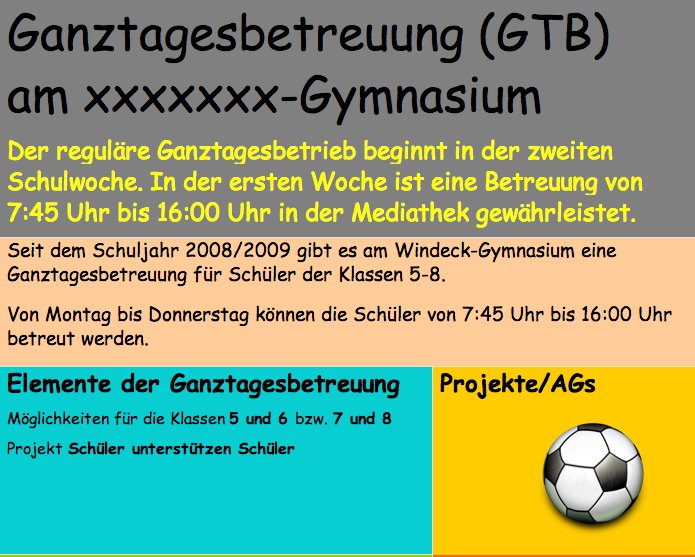 Ganztagesbetreuung (GTB)
am xxxxxxx-Gymnasium
Der reguläre Ganztagesbetrieb beginnt in der zweiten
Schulwoche. In der ersten Woche ist eine Betreuung von
7:45 Uhr bis 16:00 Uhr in der Mediathek gewährleistet.
Seit dem Schuljahr 2008/2009 gibt es am Windeck-Gymnasium eine
Ganztagesbetreuung für Schüler der Klassen 5-8.
Von Montag bis Donnerstag können die Schüler von 7:45 Uhr bis 16:00 Uhr
betreut werden.
Elemente der Ganztagesbetreuung
Möglichkeiten für die Klassen 5 und 6 bzw. 7 und 8
Projekt Schüler unterstützen Schüler
Projekte/AGs